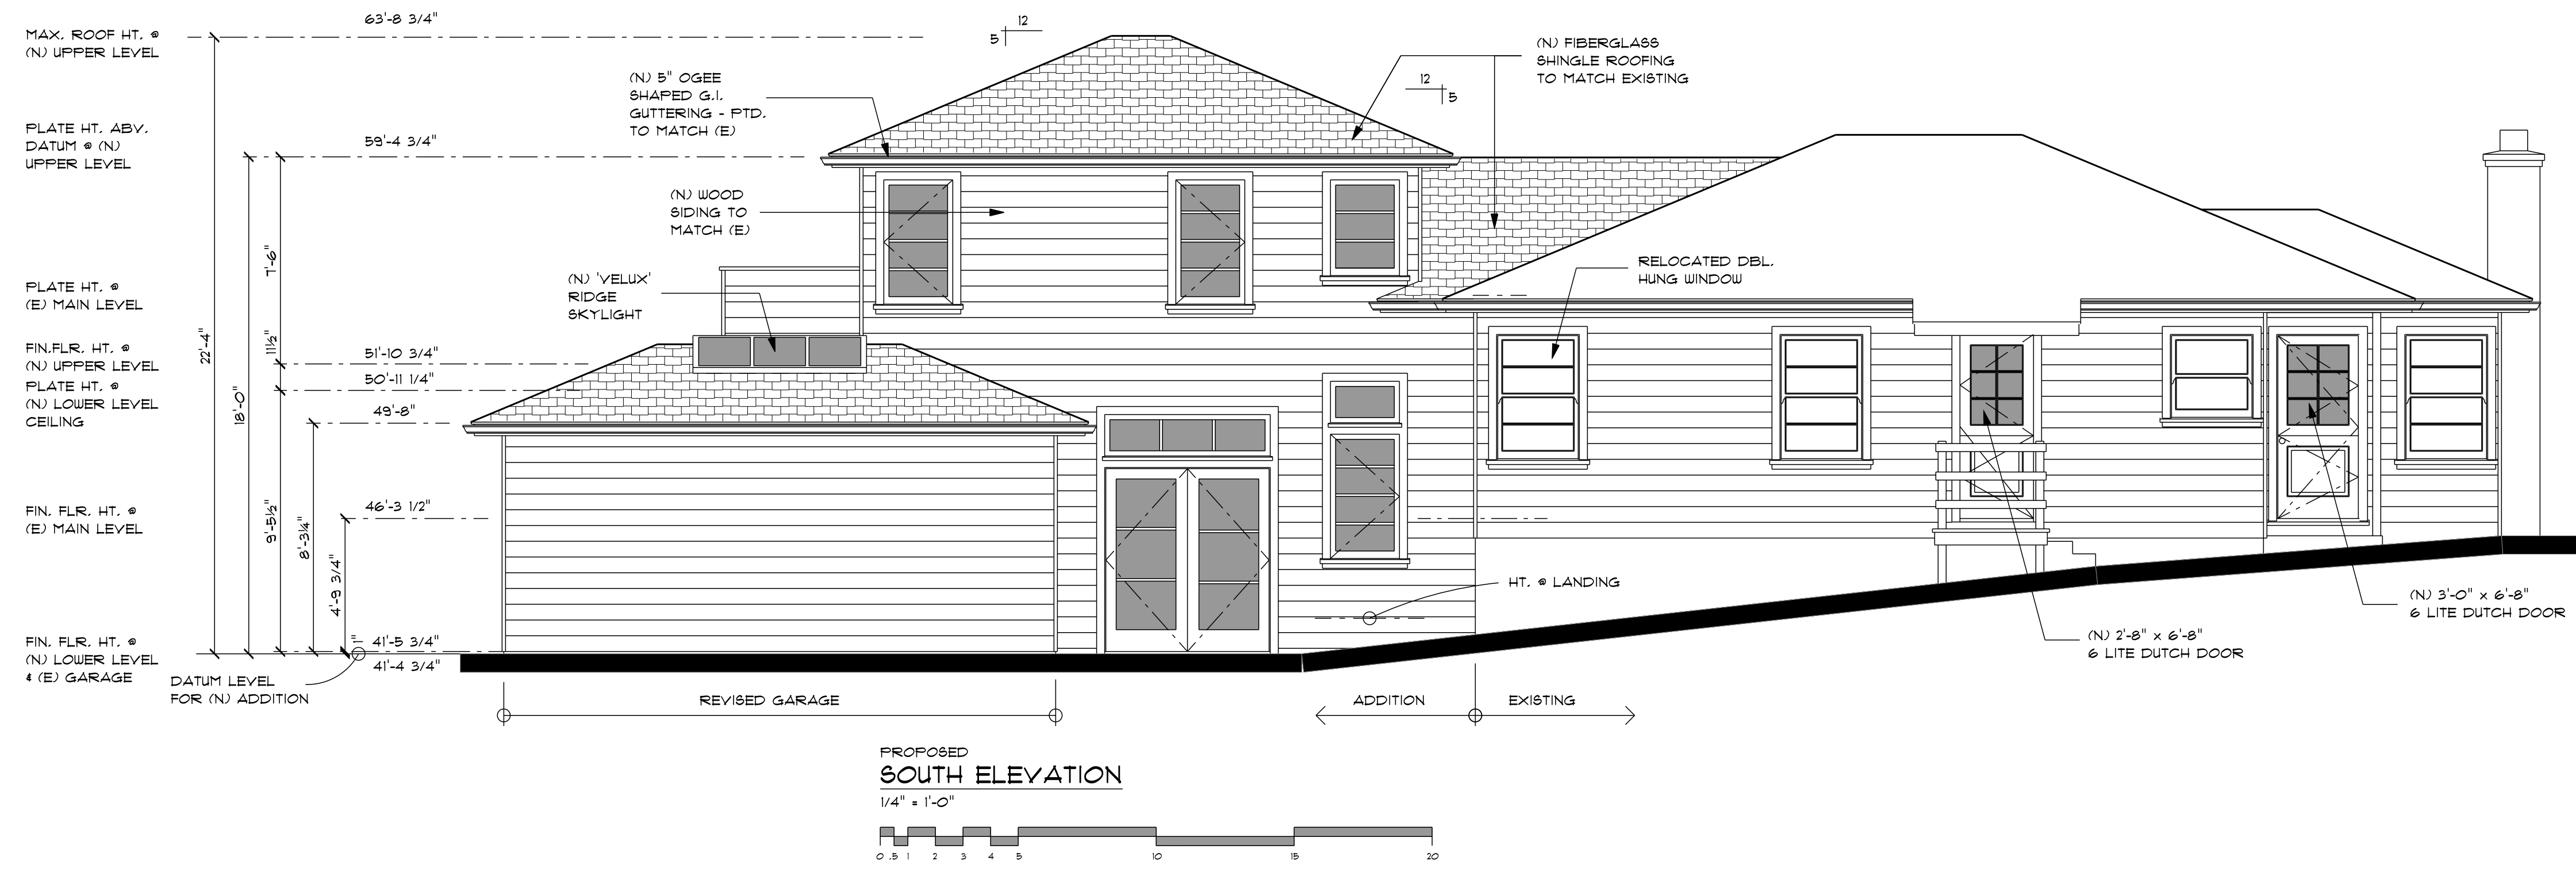 MAX. ROOF HT. @
(N) UPPER LEVEL
63'-8 3/4"
PLATE HT. ABV.
DATUM @ (N)
UPPER LEVEL
59'-4 3/4"
PLATE HT. @
(E) MAIN LEVEL
FIN.FLR. HT. @
(N) UPPER LEVEL
51'-10 3/4"
PLATE HT. @
(N) LOWER LEVEL
CEILING
50'-11 1/4"
49'-8"
FIN. FLR. HT. @
(E) MAIN LEVEL
46'-3 1/2"
FIN. FLR. HT. @
(N) LOWER LEVEL
& (E) GARAGE
41'-5 3/4"
41'-4 3/4"
DATUM LEVEL
FOR (N) ADDITION
22'-4"
18'-0"
7'-6"
11½"
9'-5½"
8'-3¼"
4'-9 3/4"
12
5
12
5
(N) 5" OGEE
SHAPED G.I.
GUTTERING - PTD.
TO MATCH (E)
(N) WOOD
SIDING TO
MATCH (E)
(N) 'VELUX'
RIDGE
SKYLIGHT
(N) FIBERGLASS
SHINGLE ROOFING
TO MATCH EXISTING
RELOCATED DBL.
HUNG WINDOW
HT. @ LANDING
(N) 3'-0" x 6'-8"
6 LITE DUTCH DOOR
(N) 2'-8" x 6'-8"
6 LITE DUTCH DOOR
REVISED GARAGE
ADDITION
EXISTING
PROPOSED
SOUTH ELEVATION
1/4" = 1'-0"
0 .5 1 2 3 4 5 10 15 20